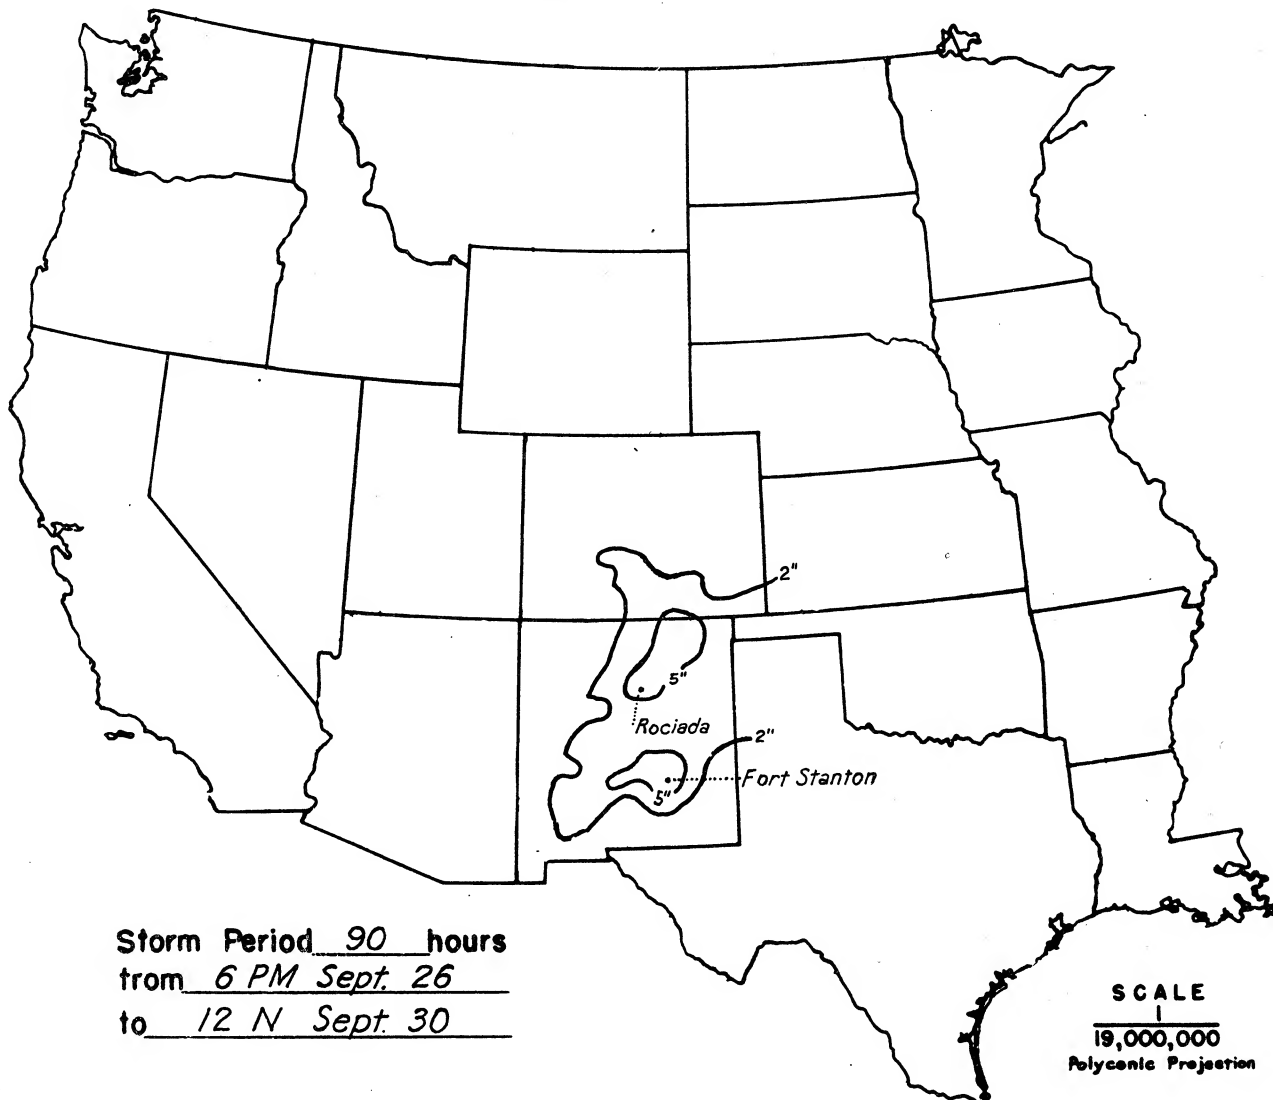 2"
5"
Rociada
2"
Fort Stanton
5"
Storm Period 90 hours
from 6 PM Sept. 26
to 12 N Sept. 30
SCALE
1
19,000,000
Polyconic Projection